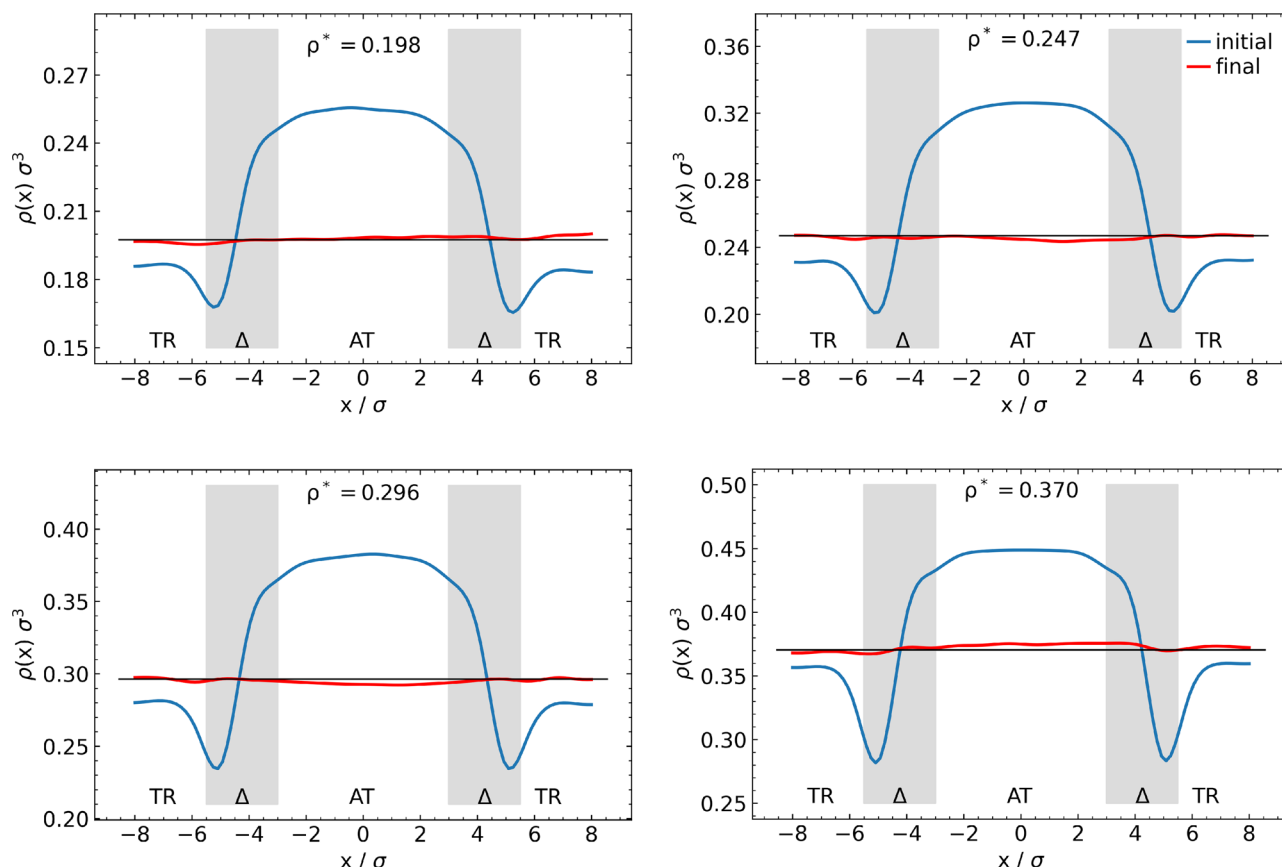 ρ* = 0.198
0.27
0.24
0.21
0.18
0.15
ρ(x) σ³
TR Δ AT Δ TR
−8 −6 −4 −2 0 2 4 6 8
x / σ
ρ* = 0.247
initial
final
0.36
0.32
0.28
0.24
0.20
ρ(x) σ³
TR Δ AT Δ TR
−8 −6 −4 −2 0 2 4 6 8
x / σ
ρ* = 0.296
0.40
0.35
0.30
0.25
0.20
ρ(x) σ³
TR Δ AT Δ TR
−8 −6 −4 −2 0 2 4 6 8
x / σ
ρ* = 0.370
0.50
0.45
0.40
0.35
0.30
0.25
ρ(x) σ³
TR Δ AT Δ TR
−8 −6 −4 −2 0 2 4 6 8
x / σ